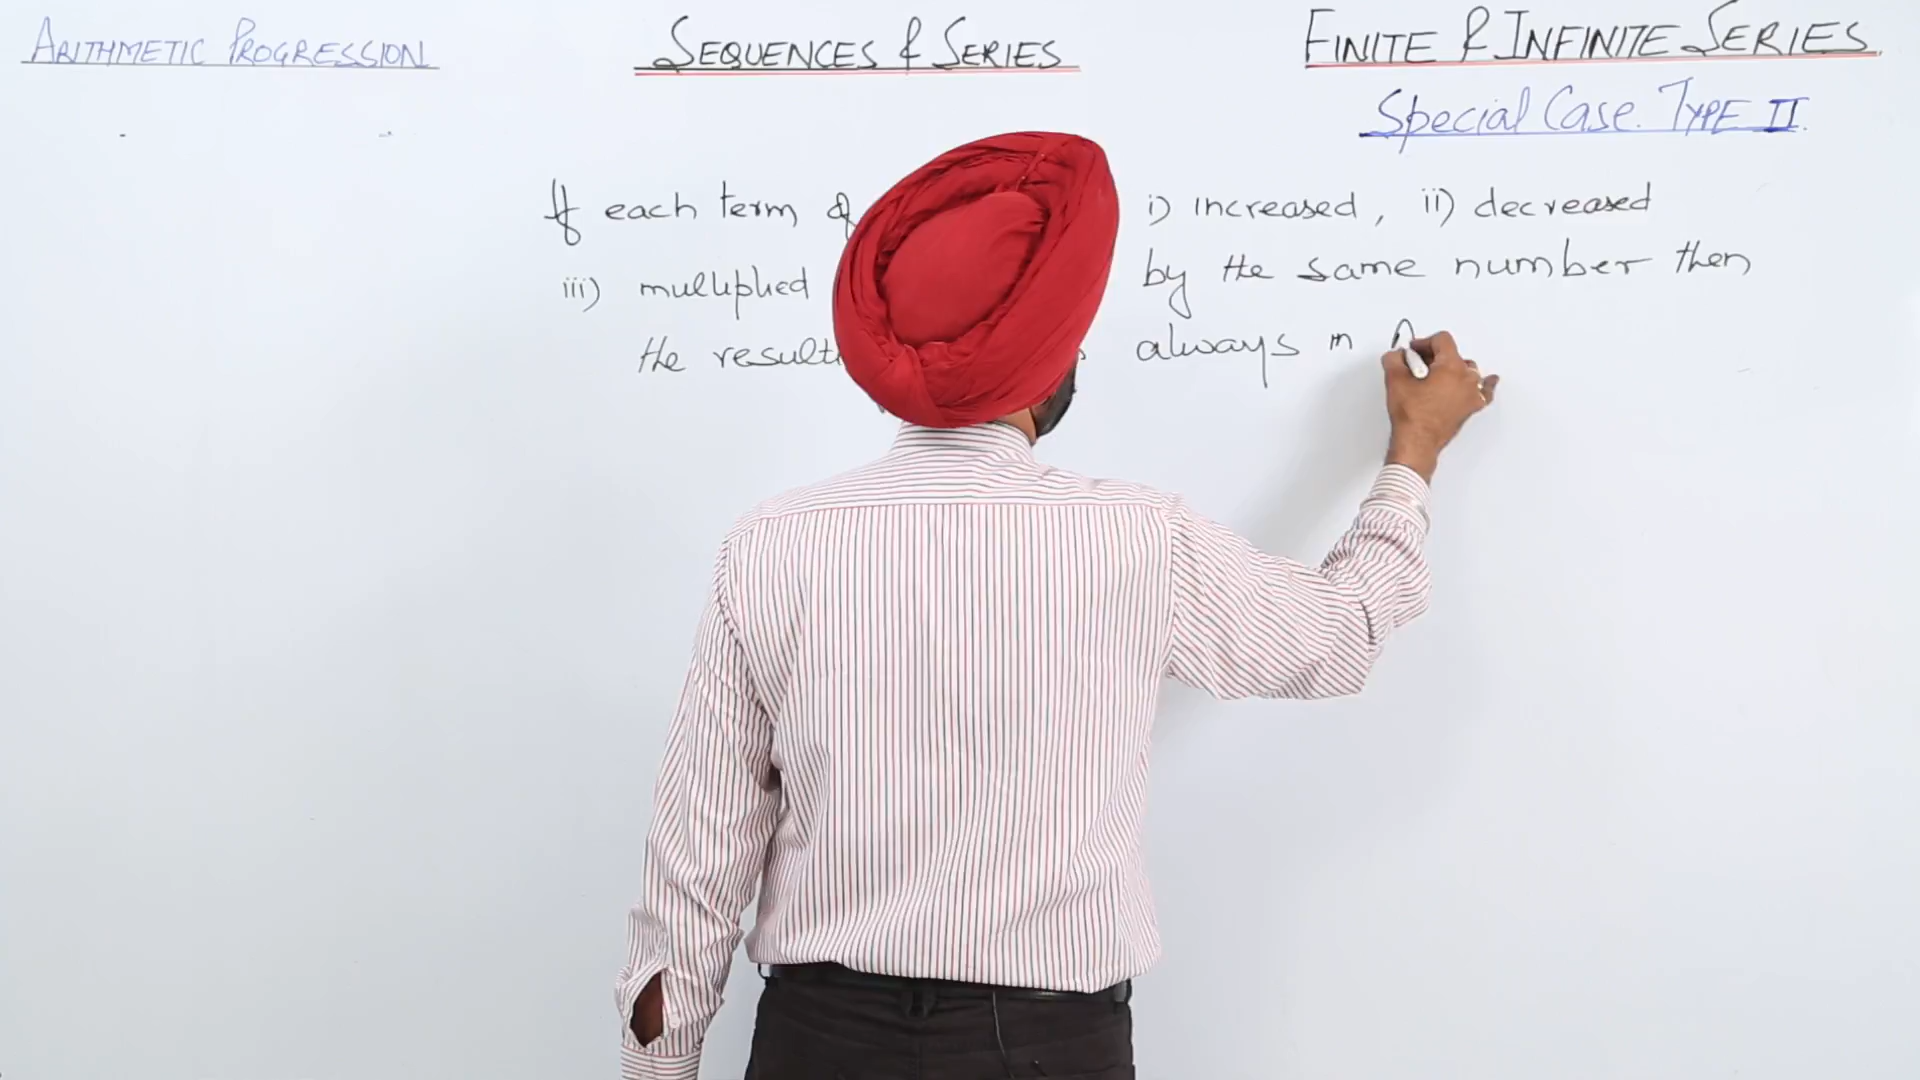 ARITHMETIC PROGRESSION
SEQUENCES & SERIES
FINITE & INFINITE SERIES
Special Case. TYPE II.
If each term of i) increased, ii) decreased
iii) multiplied by the same number then
the always in A